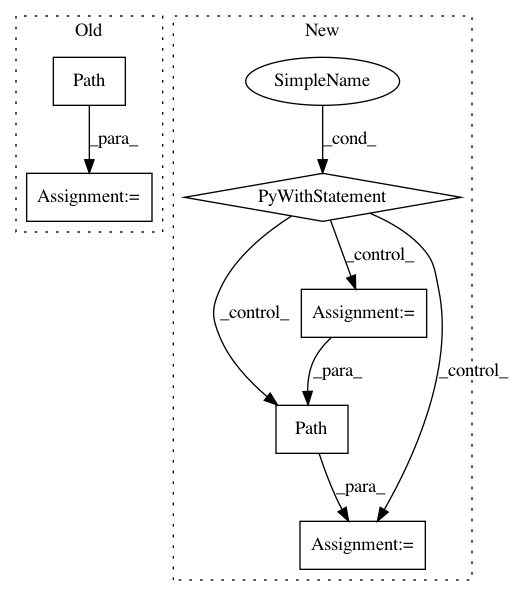 Old
New
Path
SimpleName
_para_
_cond_
Assignment:=
PyWithStatement
_control_
_control_
Assignment:=
_control_
_para_
Path
_para_
Assignment:=